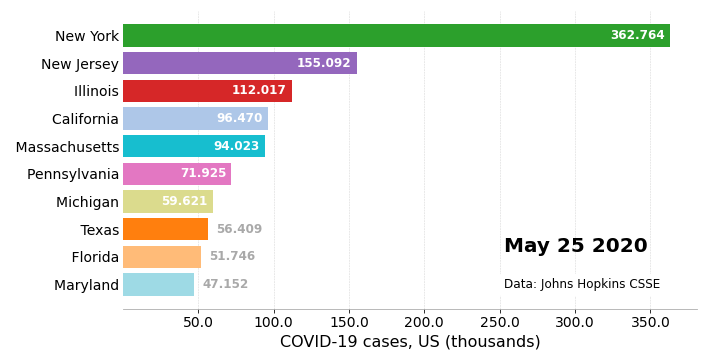 New York 362.764
New Jersey 155.092
Illinois 112.017
California 96.470
Massachusetts 94.023
Pennsylvania 71.925
Michigan 59.621
Texas 56.409
Florida 51.746
Maryland 47.152
May 25 2020
Data: Johns Hopkins CSSE
50.0 100.0 150.0 200.0 250.0 300.0 350.0
COVID-19 cases, US (thousands)